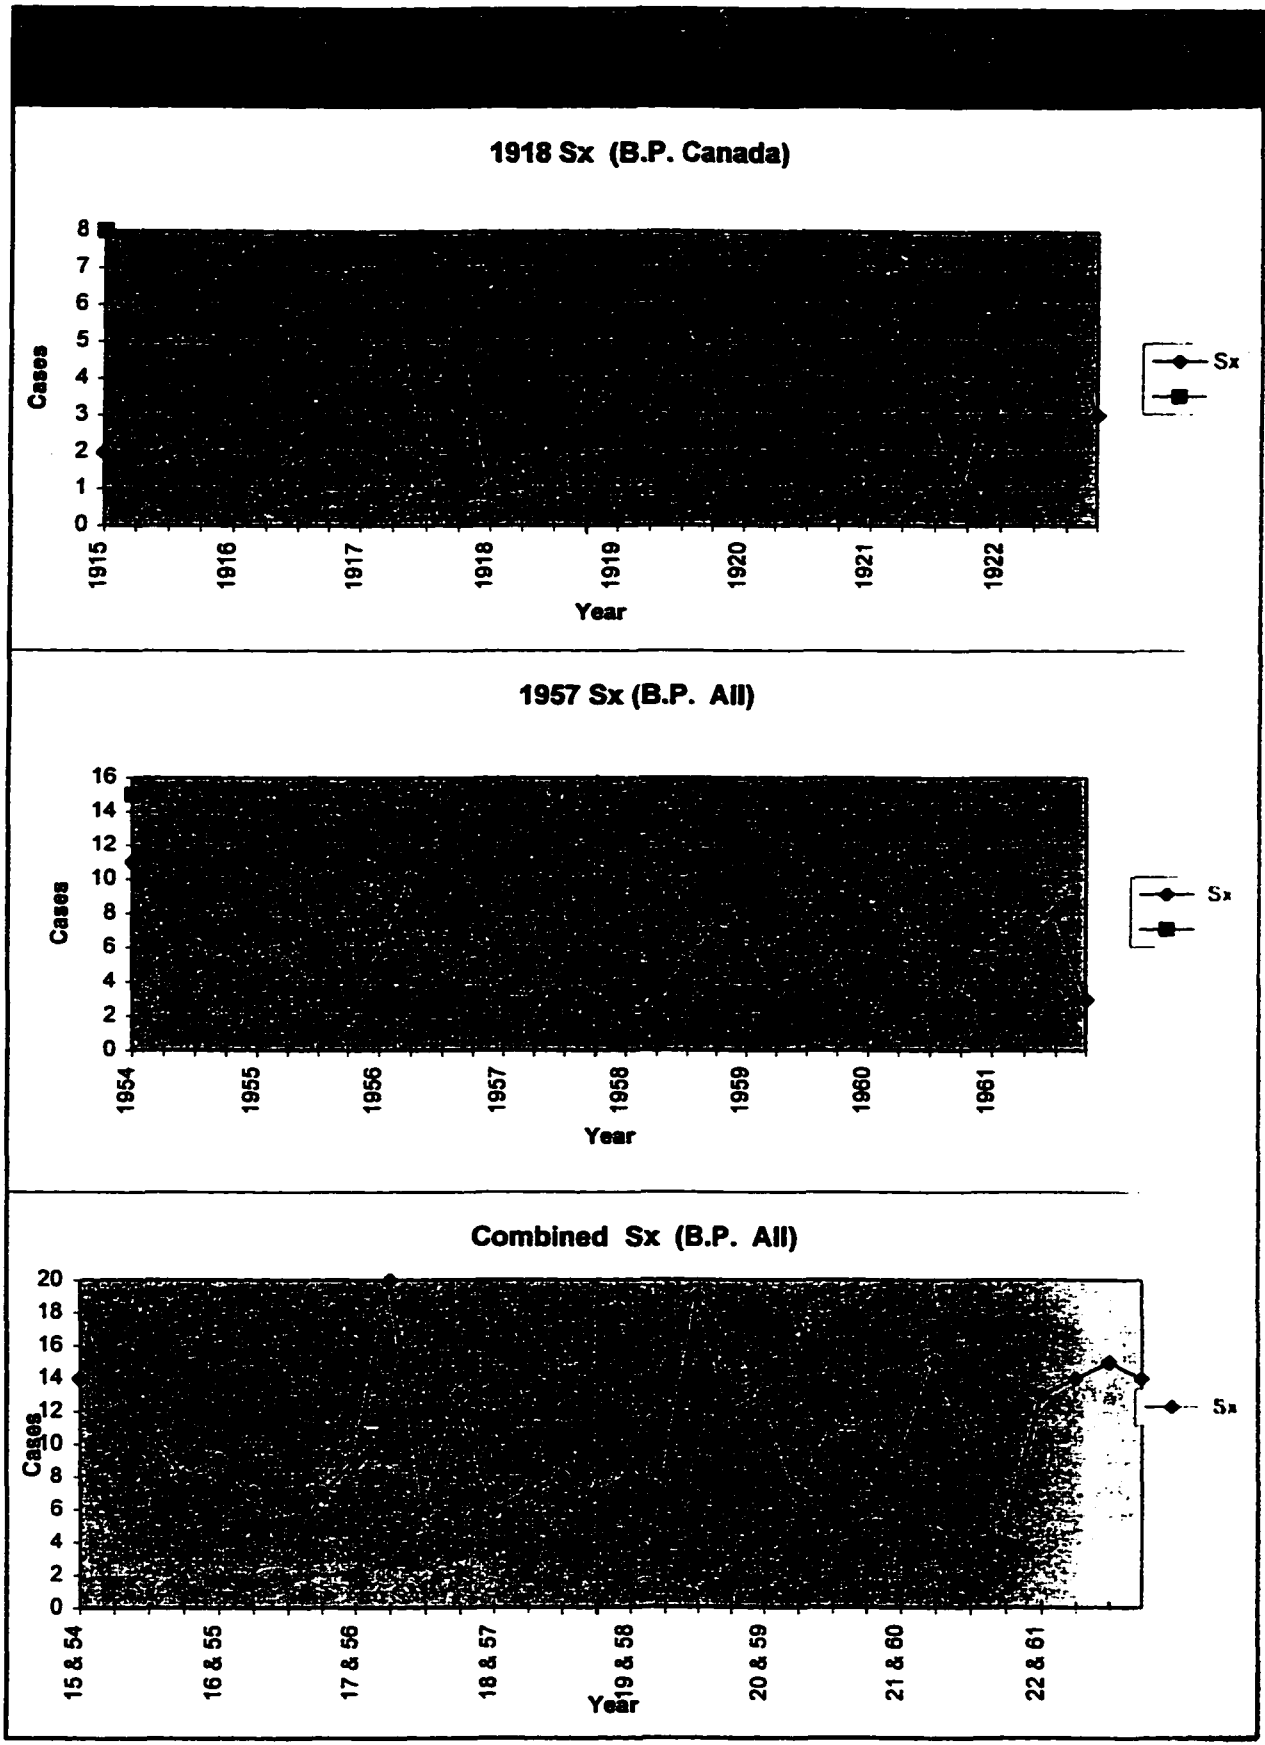 1918 Sx (B.P. Canada)
8
7
6
5
4
3
2
1
0
Cases
1915
1916
1917
1918
1919
1920
1921
1922
Year
Sx
1957 Sx (B.P. All)
16
14
12
10
8
6
4
2
0
Cases
1954
1955
1956
1957
1958
1959
1960
1961
Year
Sx
Combined Sx (B.P. All)
20
18
16
14
12
10
8
6
4
2
0
Cases
15 & 54
16 & 55
17 & 56
18 & 57
19 & 58
20 & 59
21 & 60
22 & 61
Year
Sx